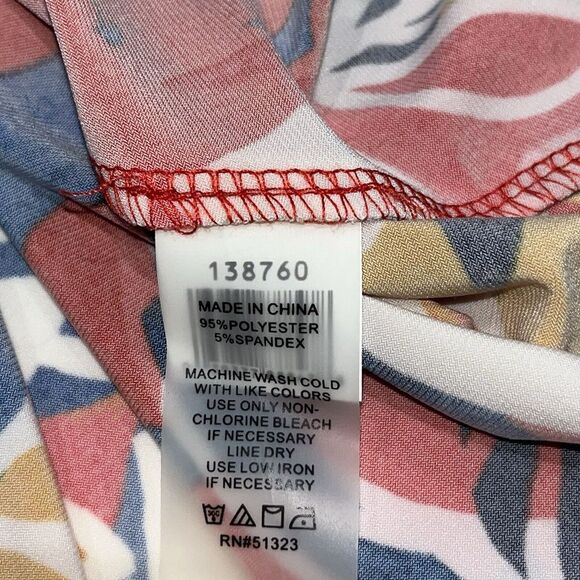 138760
MADE IN CHINA
95%POLYESTER
5%SPANDEX
MACHINE WASH COLD
WITH LIKE COLORS
USE ONLY NON-
CHLORINE BLEACH
IF NECESSARY
LINE DRY
USE LOW IRON
IF NECESSARY
RN#51323